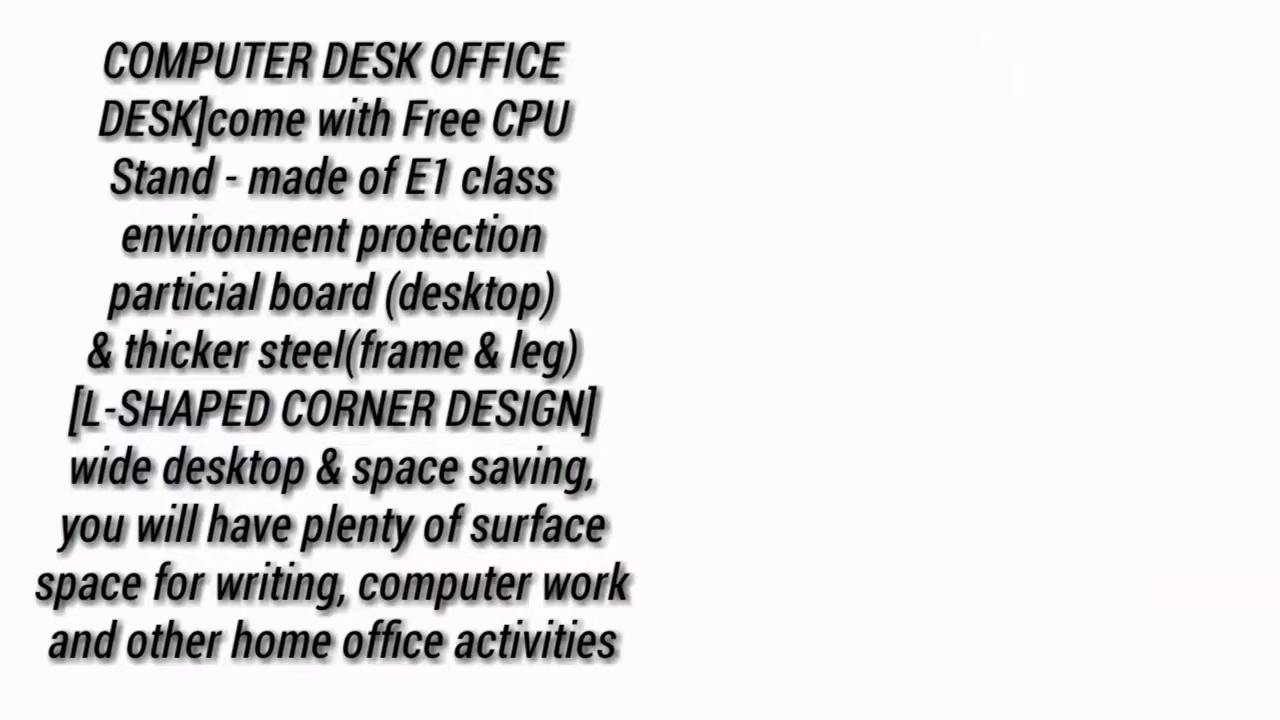 COMPUTER DESK OFFICE
DESK]come with Free CPU
Stand - made of E1 class
environment protection
particial board (desktop)
& thicker steel(frame & leg)
[L-SHAPED CORNER DESIGN]
wide desktop & space saving,
you will have plenty of surface
space for writing, computer work
and other home office activities